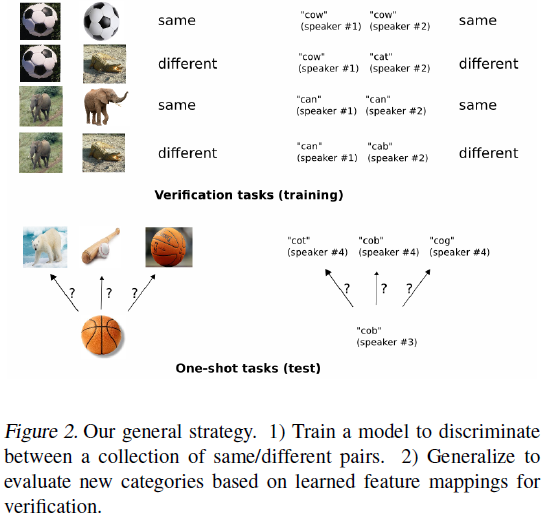 same
"cow" "cow"
(speaker #1) (speaker #2)
same
different
"cow" "cat"
(speaker #1) (speaker #2)
different
same
"can" "can"
(speaker #1) (speaker #2)
same
different
"can" "cab"
(speaker #1) (speaker #2)
different
Verification tasks (training)
"cot" "cob" "cog"
(speaker #4) (speaker #4) (speaker #4)
? ? ?
? ? ?
"cob"
(speaker #3)
One-shot tasks (test)
Figure 2. Our general strategy. 1) Train a model to discriminate
between a collection of same/different pairs. 2) Generalize to
evaluate new categories based on learned feature mappings for
verification.